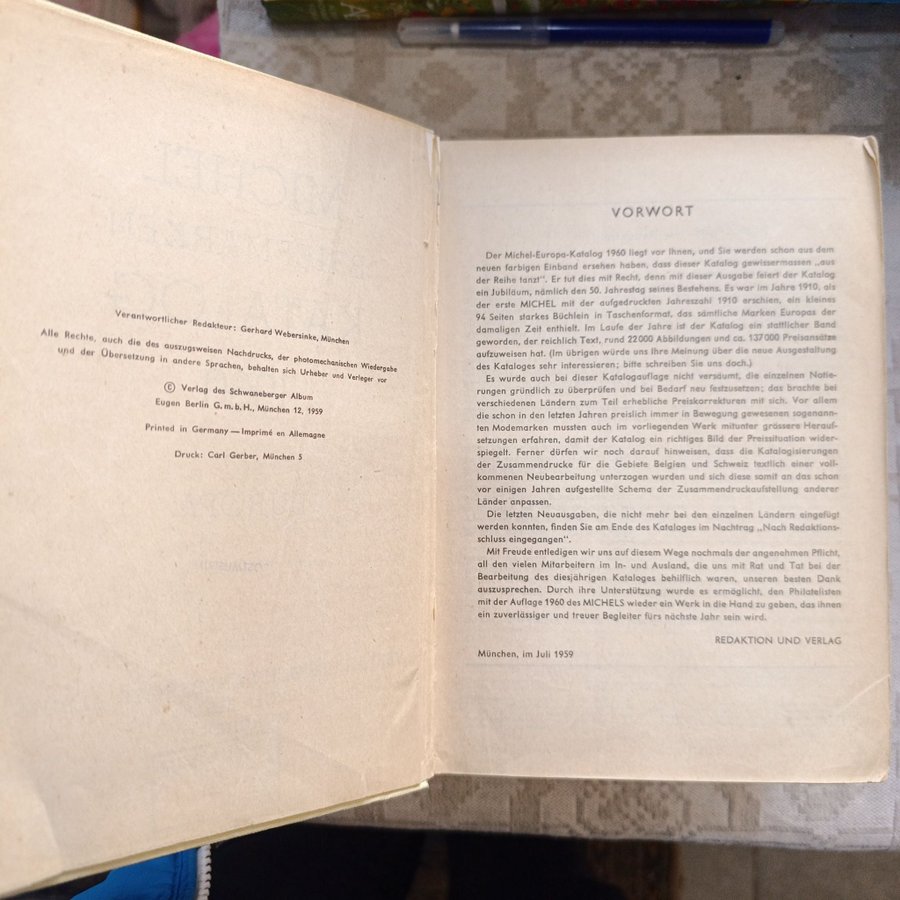 Verantwortlicher Redakteur: Gerhard Webersinke, München
Alle Rechte, auch die des auszugsweisen Nachdrucks, der photomechanischen Wiedergabe
und der Übersetzung in andere Sprachen, behalten sich Urheber und Verleger vor
© Verlag des Schwaneberger Album
Eugen Berlin G.m.b.H., München 12, 1959
Printed in Germany — Imprimé en Allemagne
Druck: Carl Gerber, München 5
VORWORT
Der Michel-Europa-Katalog 1960 liegt vor Ihnen, und Sie werden schon aus dem
neuen farbigen Einband ersehen haben, dass dieser Katalog gewissermassen „aus
der Reihe tanzt“. Er tut dies mit Recht, denn mit dieser Ausgabe feiert der Katalog
ein Jubiläum, nämlich den 50. Jahrestag seines Bestehens. Es war im Jahre 1910, als
der erste MICHEL mit der aufgedruckten Jahreszahl 1910 erschien, ein kleines
94 Seiten starkes Büchlein in Taschenformat, das sämtliche Marken Europas der
damaligen Zeit enthielt. Im Laufe der Jahre ist der Katalog ein stattlicher Band
geworden, der reichlich Text, rund 22000 Abbildungen und ca. 137000 Preisansätze
aufzuweisen hat. (Im übrigen würde uns Ihre Meinung über die neue Ausgestaltung
des Kataloges sehr interessieren; bitte schreiben Sie uns doch.)
Es wurde auch bei dieser Katalogauflage nicht versäumt, die einzelnen Notie-
rungen gründlich zu überprüfen und bei Bedarf neu festzusetzen; das brachte bei
verschiedenen Ländern zum Teil erhebliche Preiskorrekturen mit sich. Vor allem
die schon in den letzten Jahren preislich immer in Bewegung gewesenen sogenann-
ten Modemarken mussten auch im vorliegenden Werk mitunter grössere Herauf-
setzungen erfahren, damit der Katalog ein richtiges Bild der Preissituation wider-
spiegelt. Ferner dürfen wir noch darauf hinweisen, dass die Katalogisierungen
der Zusammendrucke für die Gebiete Belgien und Schweiz textlich einer voll-
kommenen Neubearbeitung unterzogen wurden und sich diese somit an das schon
vor einigen Jahren aufgestellte Schema der Zusammendruckaufstellung anderer
Länder anpassen.
Die letzten Neuausgaben, die nicht mehr bei den einzelnen Ländern eingefügt
werden konnten, finden Sie am Ende des Kataloges im Nachtrag „Nach Redaktions-
schluss eingegangen“.
Mit Freude entledigen wir uns auf diesem Wege nochmals der angenehmen Pflicht,
all den vielen Mitarbeitern im In- und Ausland, die uns mit Rat und Tat bei der
Bearbeitung des diesjährigen Kataloges behilflich waren, unseren besten Dank
auszusprechen. Durch ihre Unterstützung wurde es ermöglicht, den Philatelisten
mit der Auflage 1960 des MICHELS wieder ein Werk in die Hand zu geben, das ihnen
ein zuverlässiger und treuer Begleiter fürs nächste Jahr sein wird.
REDAKTION UND VERLAG
München, im Juli 1959